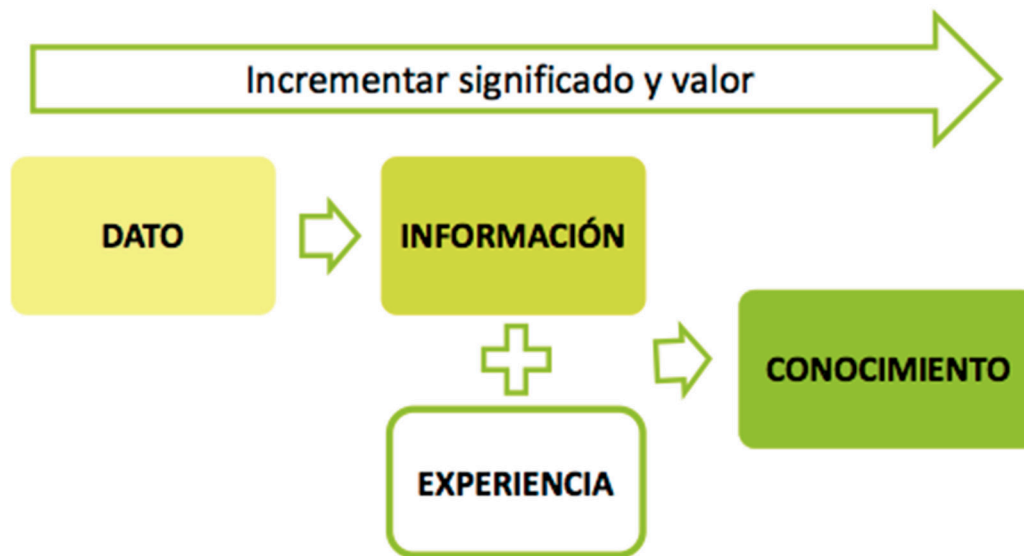 Incrementar significado y valor
DATO
INFORMACIÓN
CONOCIMIENTO
EXPERIENCIA